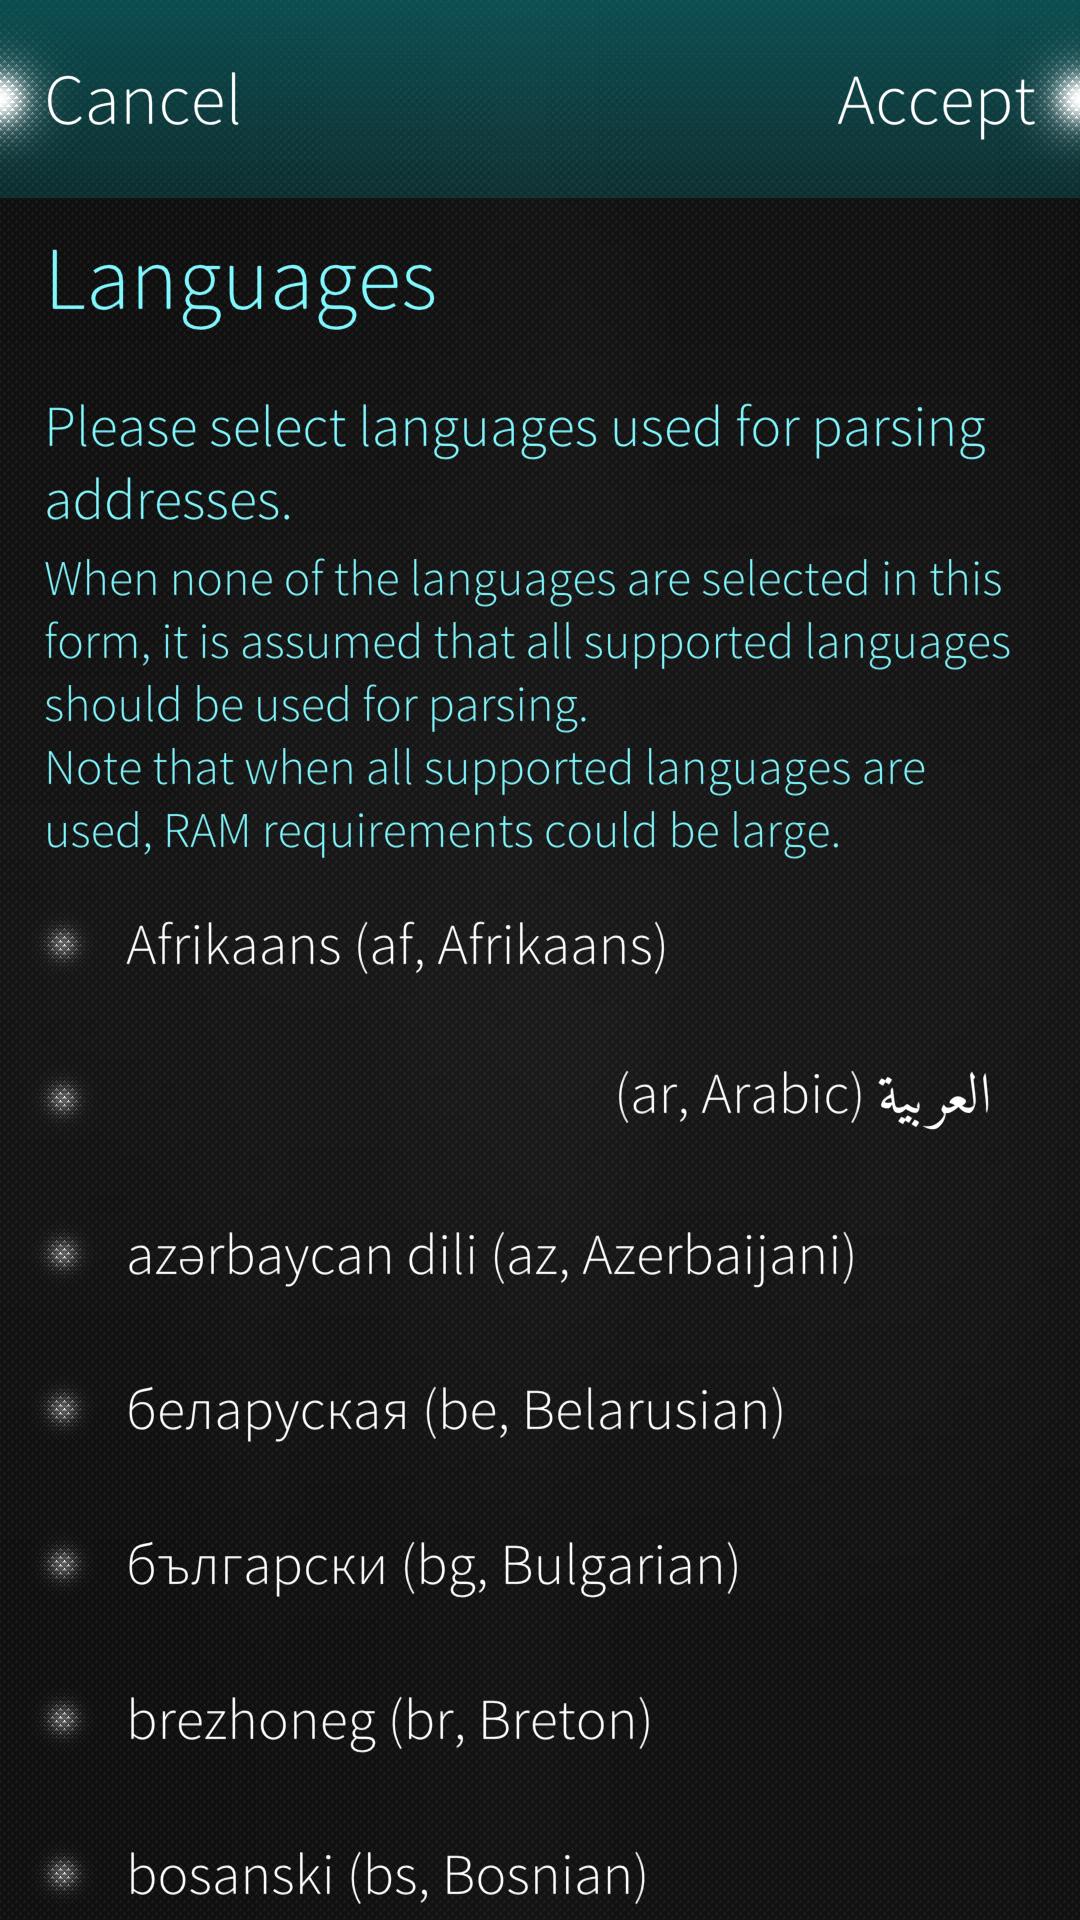 Cancel
Accept
Languages
Please select languages used for parsing
addresses.
When none of the languages are selected in this
form, it is assumed that all supported languages
should be used for parsing.
Note that when all supported languages are
used, RAM requirements could be large.
Afrikaans (af, Afrikaans)
العربية (ar, Arabic)
azərbaycan dili (az, Azerbaijani)
беларуская (be, Belarusian)
български (bg, Bulgarian)
brezhoneg (br, Breton)
bosanski (bs, Bosnian)